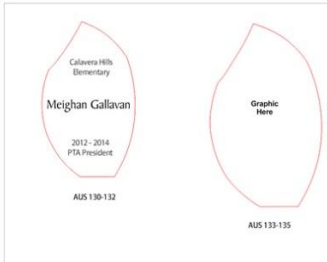 Calavera Hills
Elementary
Meighan Gallavan
2012 - 2014
PTA President
AUS 130-132
Graphic
Here
AUS 133-135